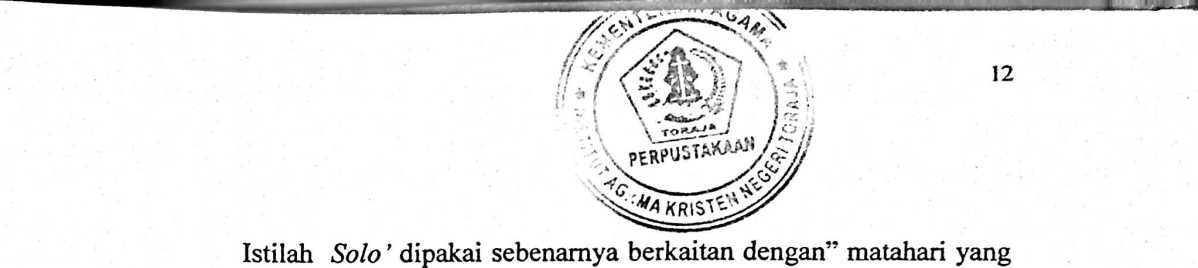 12
KEMENTERIAN AGAMA
TORAJA
PERPUSTAKAAN
AGAMA KRISTEN NEGERI TORAJA
Istilah Solo' dipakai sebenarnya berkaitan dengan” matahari yang